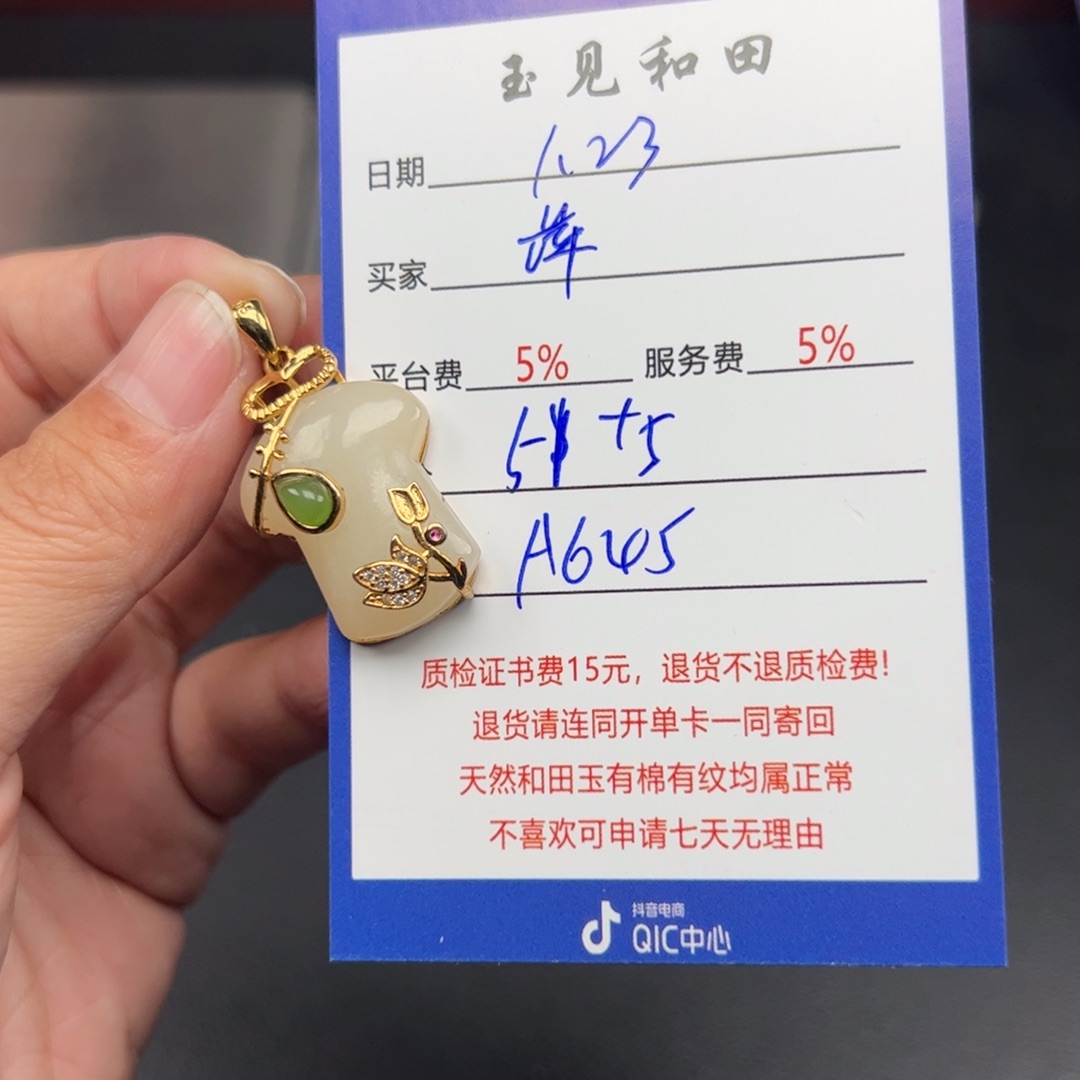 玉见和田
日期 1.23
买家 萍
平台费 5% 服务费 5%
+5
A6245
质检证书费15元，退货不退质检费!
退货请连同开单卡一同寄回
天然和田玉有棉有纹均属正常
不喜欢可申请七天无理由
抖音电商
QIC中心